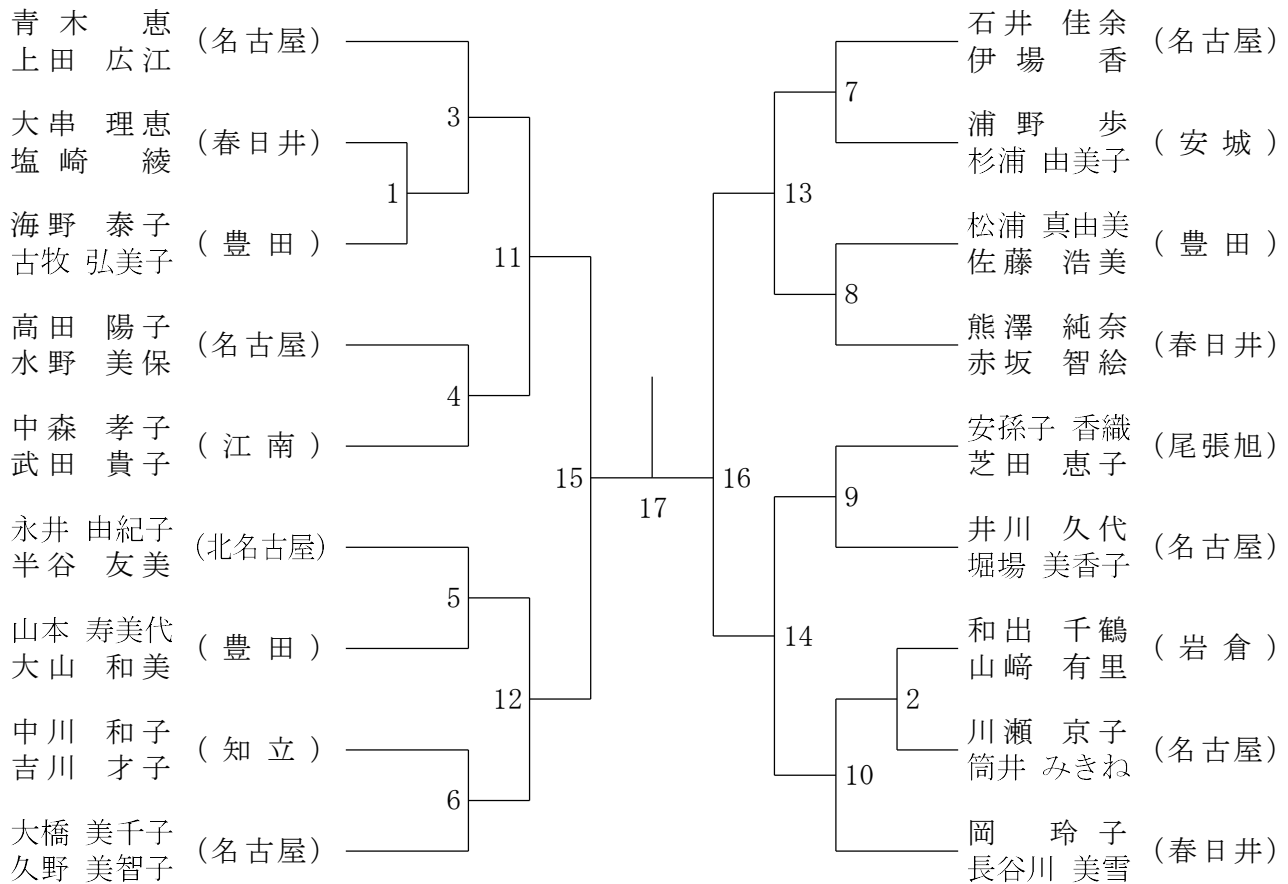 青木 恵
上田 広江
(名古屋)
大串 理恵
塩崎 綾
(春日井)
海野 泰子
古牧 弘美子
(豊田)
高田 陽子
水野 美保
(名古屋)
中森 孝子
武田 貴子
(江南)
永井 由紀子
半谷 友美
(北名古屋)
山本 寿美代
大山 和美
(豊田)
中川 和子
吉川 才子
(知立)
大橋 美千子
久野 美智子
(名古屋)
3
1
11
4
15
5
12
6
17
16
7
13
8
9
14
2
10
石井 佳余
伊場 香
(名古屋)
浦野 歩
杉浦 由美子
(安城)
松浦 真由美
佐藤 浩美
(豊田)
熊澤 純奈
赤坂 智絵
(春日井)
安孫子 香織
芝田 恵子
(尾張旭)
井川 久代
堀場 美香子
(名古屋)
和出 千鶴
山﨑 有里
(岩倉)
川瀬 京子
筒井 みきね
(名古屋)
岡 玲子
長谷川 美雪
(春日井)